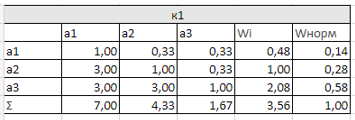 к1
a1 a2 a3 Wi Wнорм
a1 1,00 0,33 0,33 0,48 0,14
a2 3,00 1,00 0,33 1,00 0,28
a3 3,00 3,00 1,00 2,08 0,58
Σ 7,00 4,33 1,67 3,56 1,00